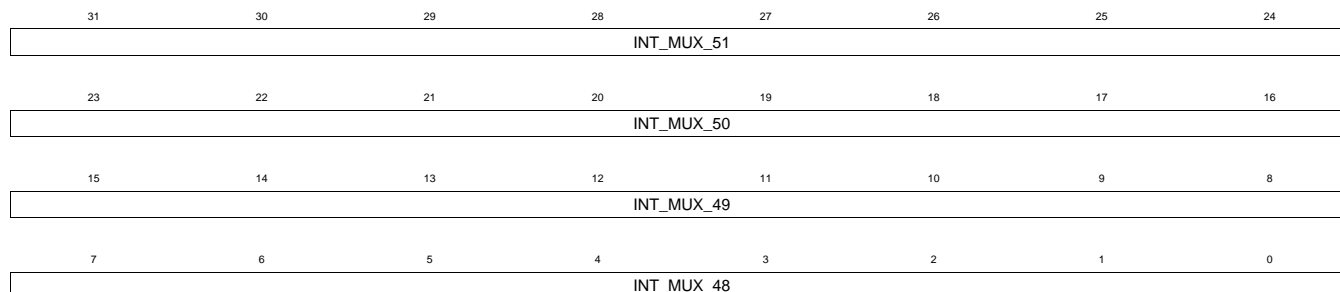 31 30 29 28 27 26 25 24
INT_MUX_51
23 22 21 20 19 18 17 16
INT_MUX_50
15 14 13 12 11 10 9 8
INT_MUX_49
7 6 5 4 3 2 1 0
INT_MUX_48